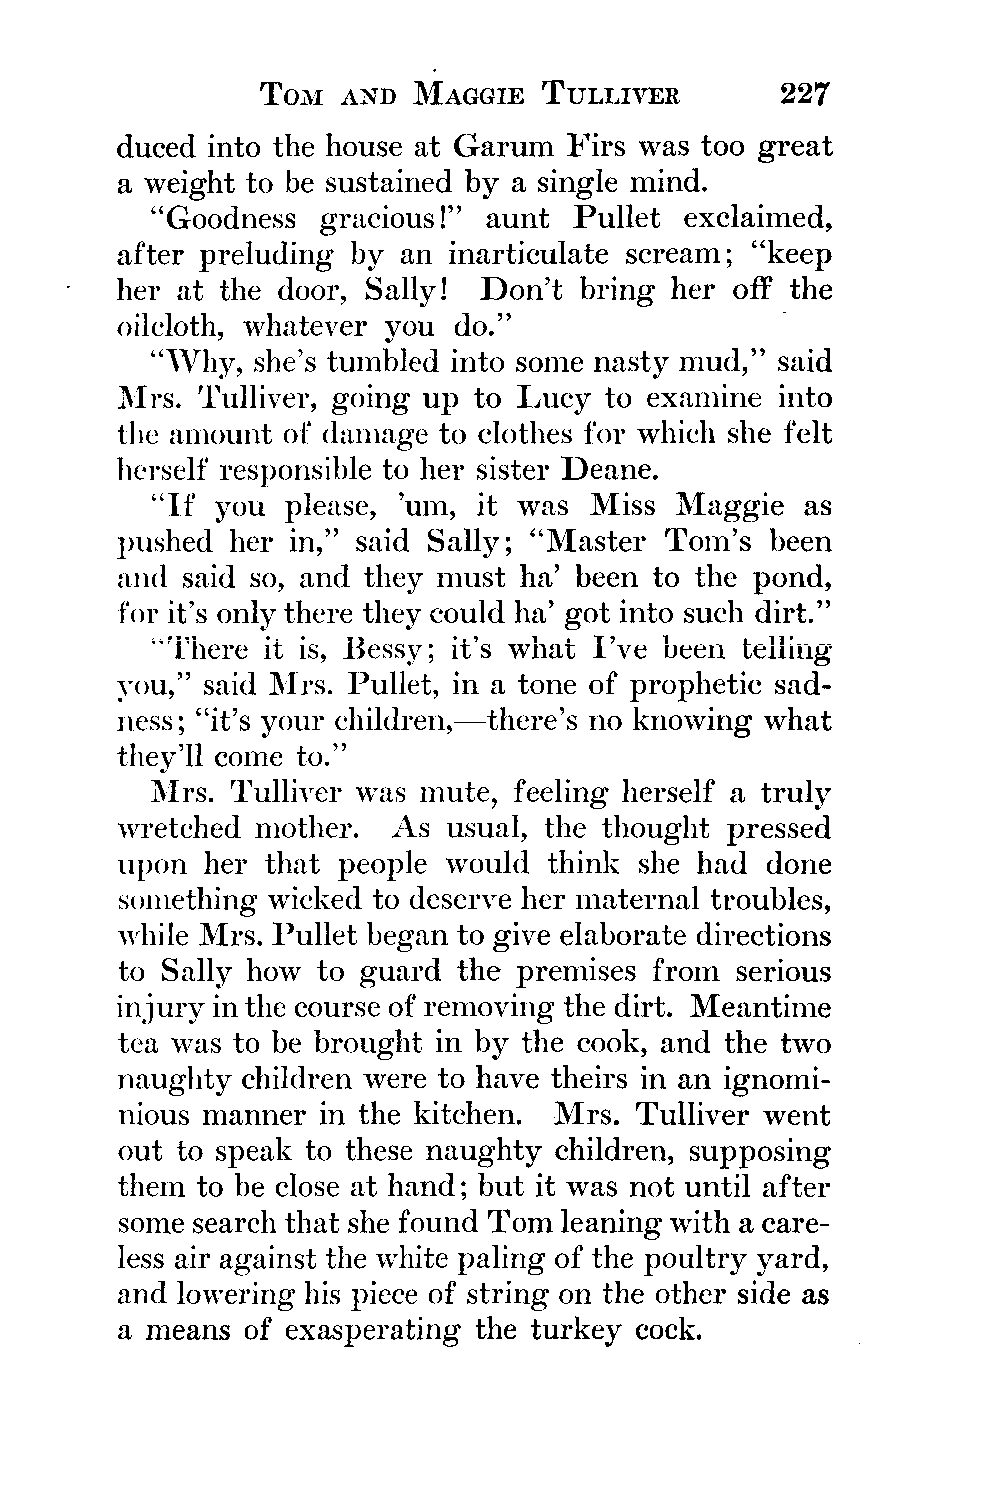 TOM AND MAGGIE TULLIVER 227
duced into the house at Garum Firs was too great
a weight to be sustained by a single mind.
“Goodness gracious!” aunt Pullet exclaimed,
after preluding by an inarticulate scream; “keep
her at the door, Sally! Don’t bring her off the
oilcloth, whatever you do.”
“Why, she’s tumbled into some nasty mud,” said
Mrs. Tulliver, going up to Lucy to examine into
the amount of damage to clothes for which she felt
herself responsible to her sister Deane.
“If you please, ’um, it was Miss Maggie as
pushed her in,” said Sally; “Master Tom’s been
and said so, and they must ha’ been to the pond,
for it’s only there they could ha’ got into such dirt.”
“There it is, Bessy; it’s what I’ve been telling
you,” said Mrs. Pullet, in a tone of prophetic sad-
ness; “it’s your children,—there’s no knowing what
they’ll come to.”
Mrs. Tulliver was mute, feeling herself a truly
wretched mother. As usual, the thought pressed
upon her that people would think she had done
something wicked to deserve her maternal troubles,
while Mrs. Pullet began to give elaborate directions
to Sally how to guard the premises from serious
injury in the course of removing the dirt. Meantime
tea was to be brought in by the cook, and the two
naughty children were to have theirs in an ignomi-
nious manner in the kitchen. Mrs. Tulliver went
out to speak to these naughty children, supposing
them to be close at hand; but it was not until after
some search that she found Tom leaning with a care-
less air against the white paling of the poultry yard,
and lowering his piece of string on the other side as
a means of exasperating the turkey cock.